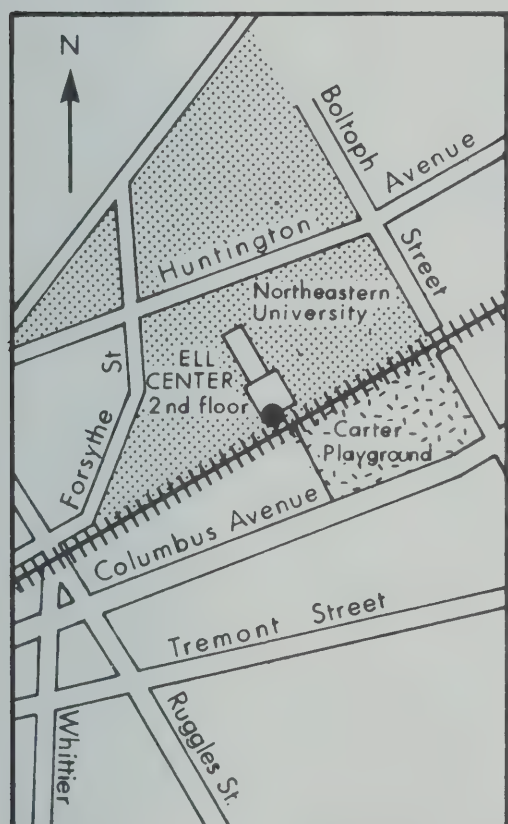 N
Boltoph
Avenue
Huntington
Street
Northeastern
University
ELL
CENTER
2nd floor
St
Forsythe
Carter
Playground
Columbus Avenue
Tremont Street
Whittier
Ruggles St.